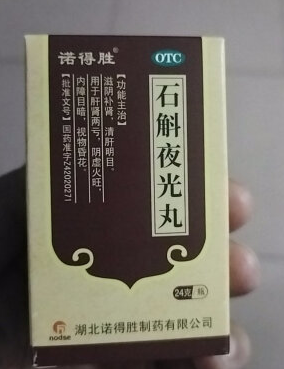 诺得胜®
OTC
石斛夜光丸
【功能主治】
滋阴补肾，清肝明目。
用于肝肾两亏，阴虚火旺，
内障目暗，视物昏花。
【批准文号】国药准字Z42020271
24克/瓶
nodse 湖北诺得胜制药有限公司